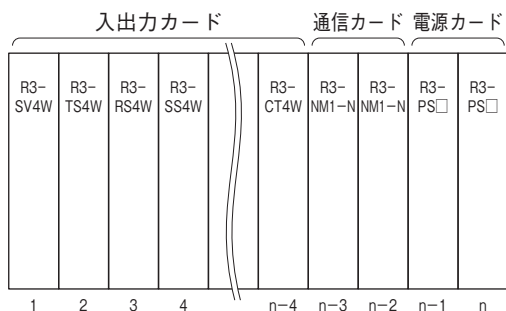 入出力カード 通信カード 電源カード
R3-SV4W R3-TS4W R3-RS4W R3-SS4W R3-CT4W R3-NM1-N R3-NM1-N R3-PS□ R3-PS□
1 2 3 4 n-4 n-3 n-2 n-1 n